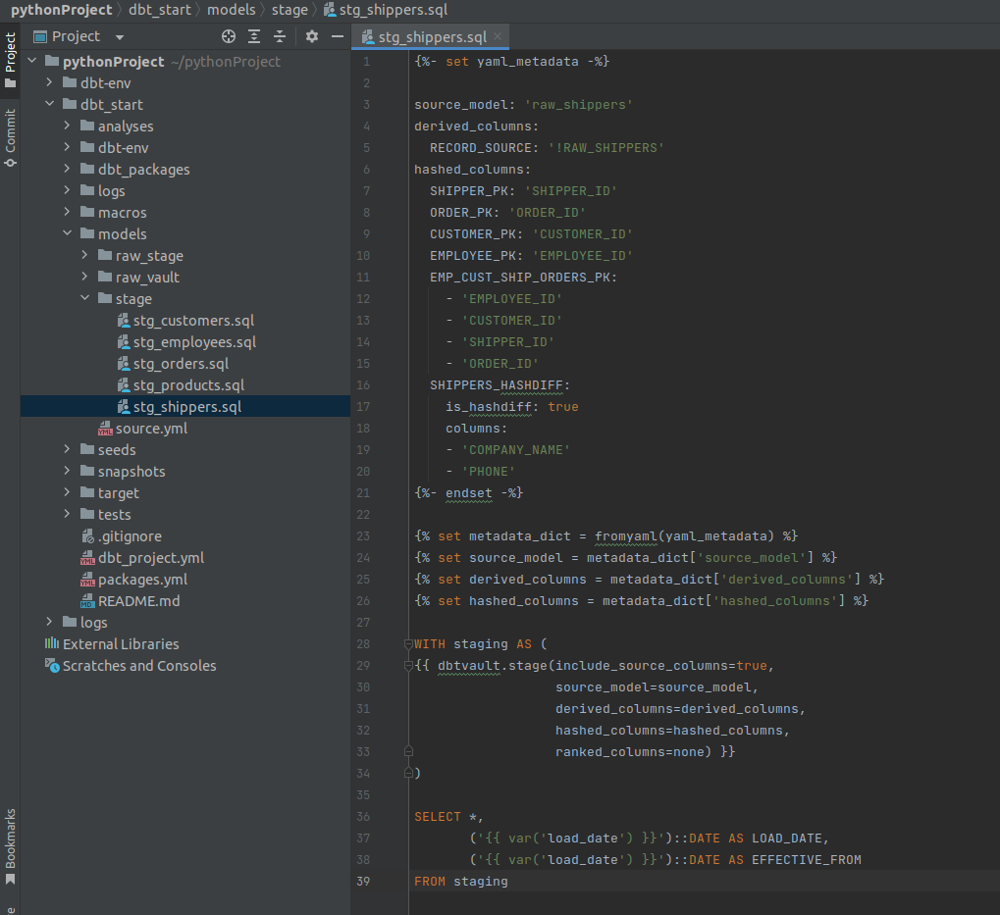 pythonProject 〉 dbt_start 〉 models 〉 stage 〉 stg_shippers.sql
Project
Commit
Bookmarks
Project
pythonProject ~/pythonProject
dbt-env
dbt_start
analyses
dbt-env
dbt_packages
logs
macros
models
raw_stage
raw_vault
stage
stg_customers.sql
stg_employees.sql
stg_orders.sql
stg_products.sql
stg_shippers.sql
source.yml
seeds
snapshots
target
tests
.gitignore
dbt_project.yml
packages.yml
README.md
logs
External Libraries
Scratches and Consoles
stg_shippers.sql ×
1 {%- set yaml_metadata -%}
2
3 source_model: 'raw_shippers'
4 derived_columns:
5   RECORD_SOURCE: '!RAW_SHIPPERS'
6 hashed_columns:
7   SHIPPER_PK: 'SHIPPER_ID'
8   ORDER_PK: 'ORDER_ID'
9   CUSTOMER_PK: 'CUSTOMER_ID'
10   EMPLOYEE_PK: 'EMPLOYEE_ID'
11   EMP_CUST_SHIP_ORDERS_PK:
12     - 'EMPLOYEE_ID'
13     - 'CUSTOMER_ID'
14     - 'SHIPPER_ID'
15     - 'ORDER_ID'
16   SHIPPERS_HASHDIFF:
17     is_hashdiff: true
18     columns:
19     - 'COMPANY_NAME'
20     - 'PHONE'
21 {%- endset -%}
22
23 {% set metadata_dict = fromyaml(yaml_metadata) %}
24 {% set source_model = metadata_dict['source_model'] %}
25 {% set derived_columns = metadata_dict['derived_columns'] %}
26 {% set hashed_columns = metadata_dict['hashed_columns'] %}
27
28 WITH staging AS (
29 {{ dbtvault.stage(include_source_columns=true,
30                   source_model=source_model,
31                   derived_columns=derived_columns,
32                   hashed_columns=hashed_columns,
33                   ranked_columns=none) }}
34 )
35
36 SELECT *,
37        ('{{ var('load_date') }}')::DATE AS LOAD_DATE,
38        ('{{ var('load_date') }}')::DATE AS EFFECTIVE_FROM
39 FROM staging